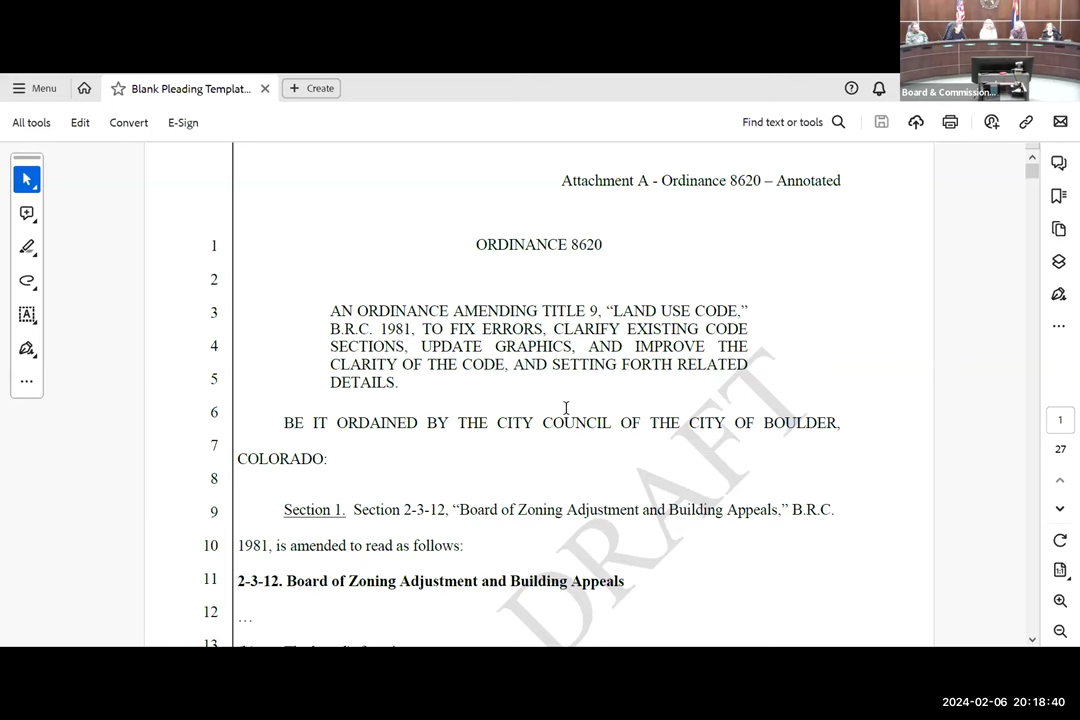 Board & Commission...
Menu
Blank Pleading Templat...
Create
All tools
Edit
Convert
E-Sign
Find text or tools
Attachment A - Ordinance 8620 – Annotated
1
ORDINANCE 8620
2
3
AN ORDINANCE AMENDING TITLE 9, “LAND USE CODE,”
B.R.C. 1981, TO FIX ERRORS, CLARIFY EXISTING CODE
4
SECTIONS, UPDATE GRAPHICS, AND IMPROVE THE
CLARITY OF THE CODE, AND SETTING FORTH RELATED
5
DETAILS.
6
BE IT ORDAINED BY THE CITY COUNCIL OF THE CITY OF BOULDER,
7
COLORADO:
8
9
Section 1. Section 2-3-12, “Board of Zoning Adjustment and Building Appeals,” B.R.C.
10
1981, is amended to read as follows:
11
2-3-12. Board of Zoning Adjustment and Building Appeals
12
…
13
DRAFT
1
27
1:1
2024-02-06 20:18:40